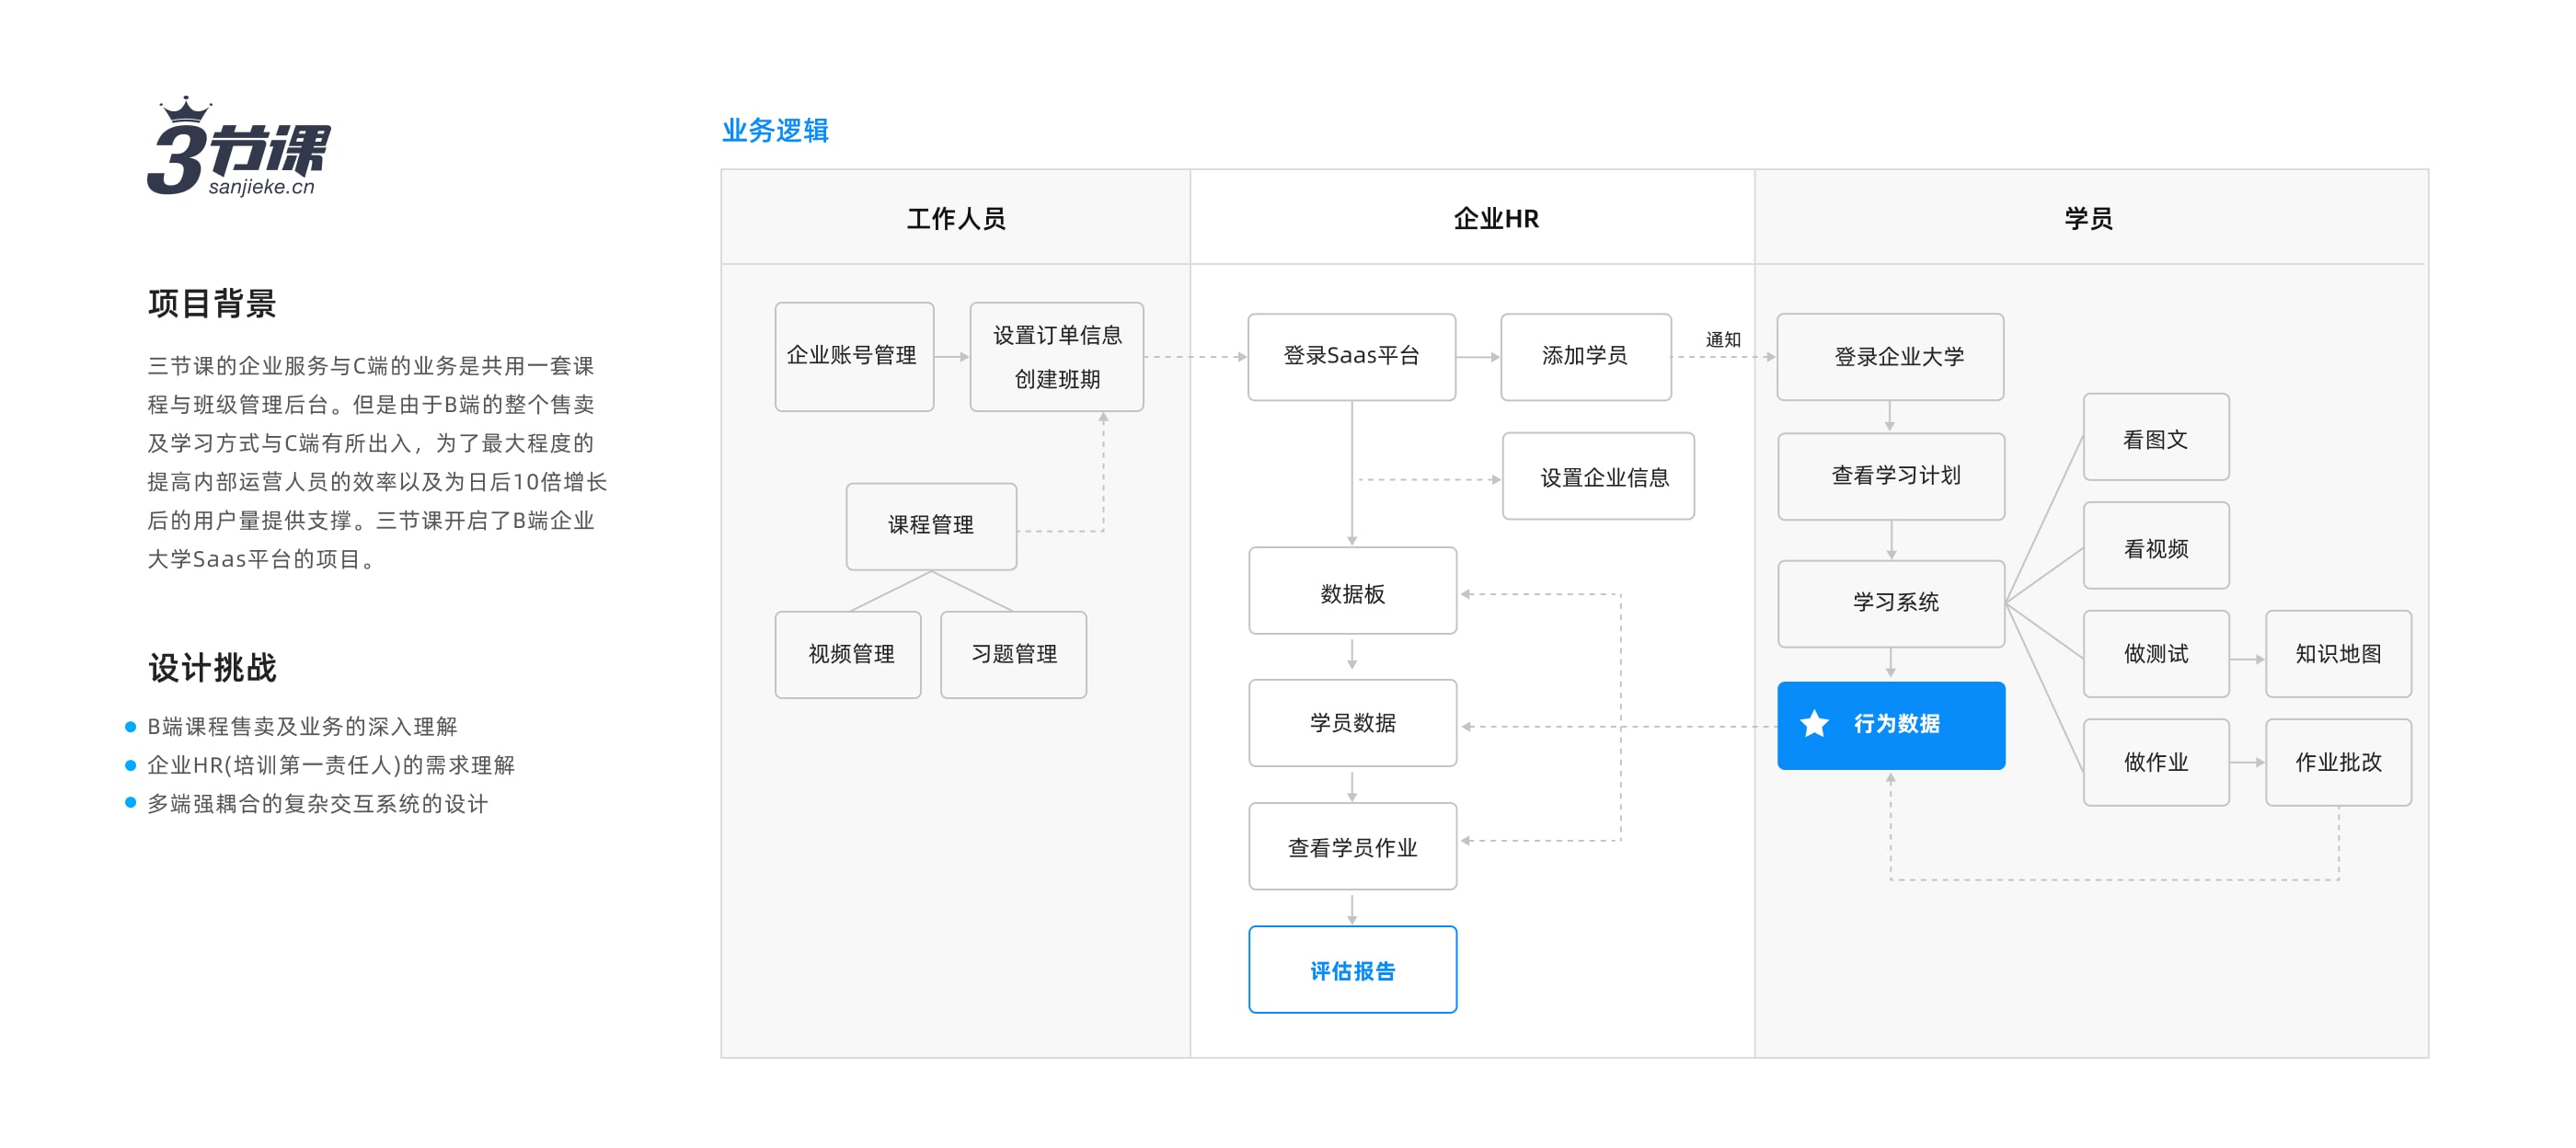 3节课
sanjieke.cn
项目背景
三节课的企业服务与C端的业务是共用一套课
程与班级管理后台。但是由于B端的整个售卖
及学习方式与C端有所出入，为了最大程度的
提高内部运营人员的效率以及为日后10倍增长
后的用户量提供支撑。三节课开启了B端企业
大学Saas平台的项目。
设计挑战
B端课程售卖及业务的深入理解
企业HR(培训第一责任人)的需求理解
多端强耦合的复杂交互系统的设计
业务逻辑
工作人员
企业账号管理
设置订单信息
创建班期
课程管理
视频管理
习题管理
企业HR
登录Saas平台
添加学员
通知
设置企业信息
数据板
学员数据
查看学员作业
评估报告
学员
登录企业大学
查看学习计划
学习系统
行为数据
看图文
看视频
做测试
知识地图
做作业
作业批改